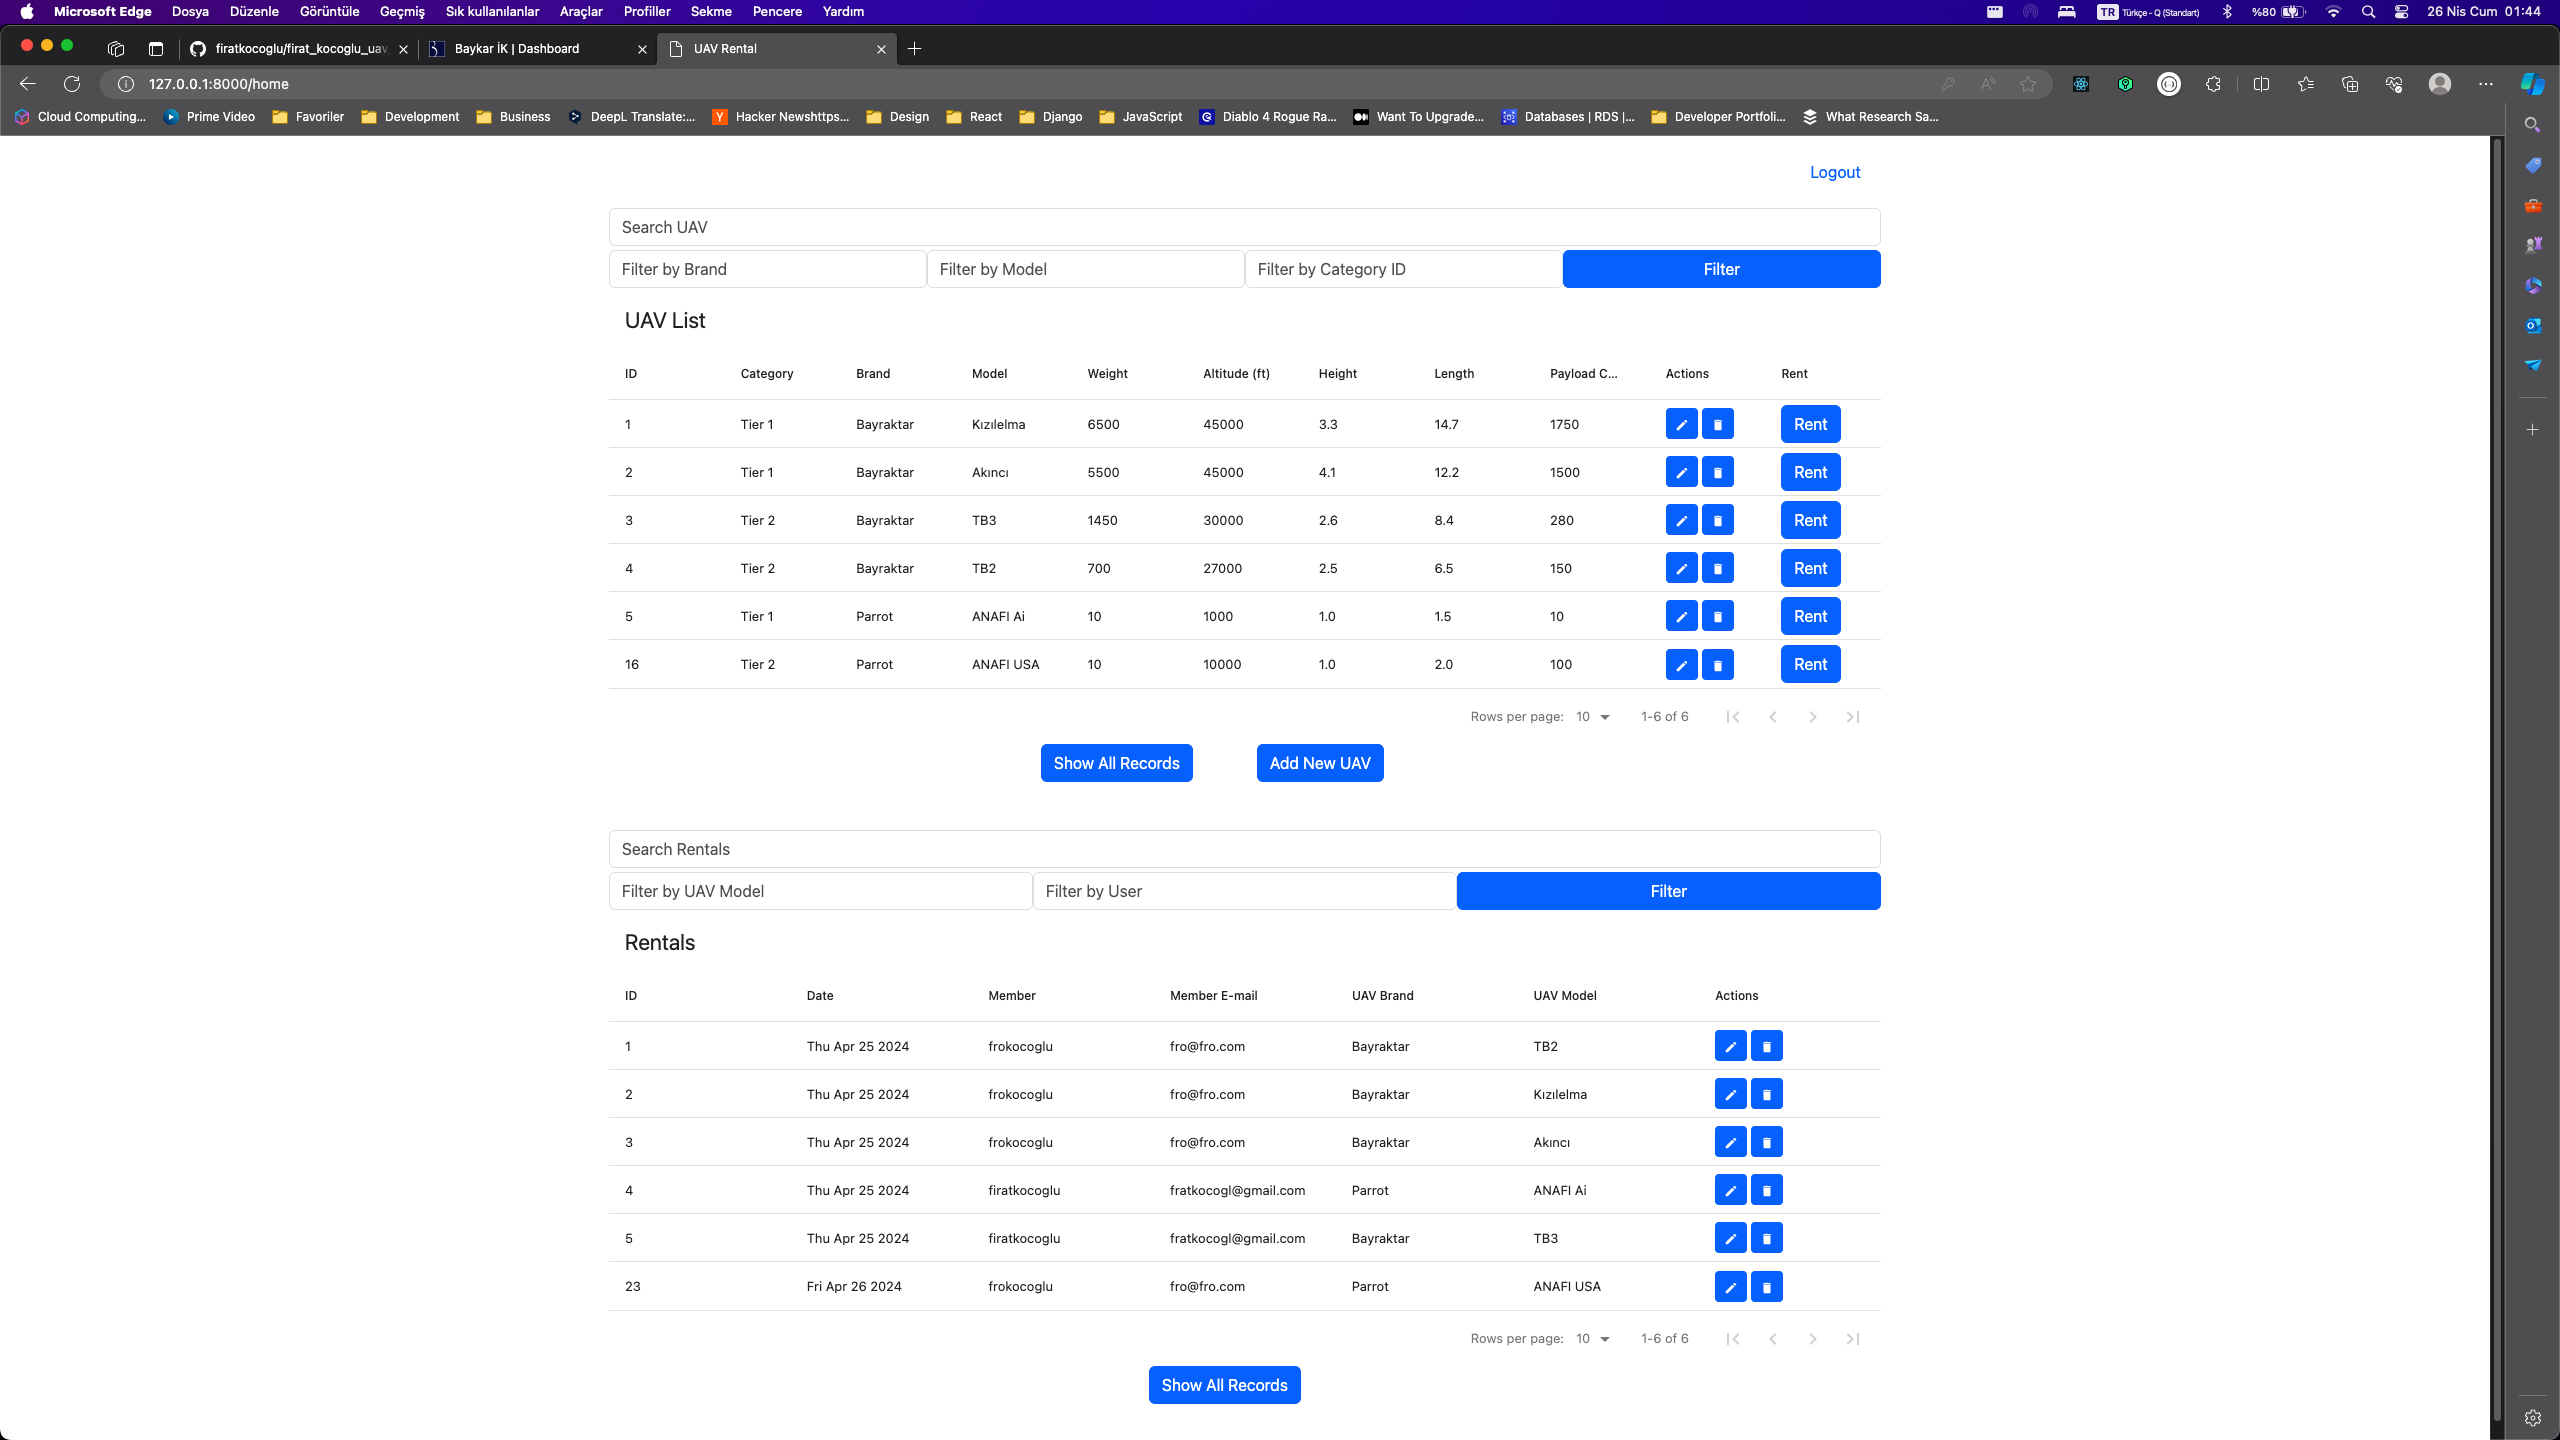 Microsoft Edge Dosya Düzenle Görüntüle Geçmiş Sık kullanılanlar Araçlar Profiller Sekme Pencere Yardım TR Türkçe - Q (Standart) %80 26 Nis Cum 01:44
firatkocoglu/firat_kocoglu_uav Baykar İK | Dashboard UAV Rental
127.0.0.1:8000/home
Cloud Computing... Prime Video Favoriler Development Business DeepL Translate:... Hacker Newshttps... Design React Django JavaScript Diablo 4 Rogue Ra... Want To Upgrade... Databases | RDS |... Developer Portfoli... What Research Sa...
Logout
Search UAV
Filter by Brand Filter by Model Filter by Category ID Filter
UAV List
ID Category Brand Model Weight Altitude (ft) Height Length Payload C... Actions Rent
1 Tier 1 Bayraktar Kızılelma 6500 45000 3.3 14.7 1750 Rent
2 Tier 1 Bayraktar Akıncı 5500 45000 4.1 12.2 1500 Rent
3 Tier 2 Bayraktar TB3 1450 30000 2.6 8.4 280 Rent
4 Tier 2 Bayraktar TB2 700 27000 2.5 6.5 150 Rent
5 Tier 1 Parrot ANAFI Ai 10 1000 1.0 1.5 10 Rent
16 Tier 2 Parrot ANAFI USA 10 10000 1.0 2.0 100 Rent
Rows per page: 10 1-6 of 6
Show All Records Add New UAV
Search Rentals
Filter by UAV Model Filter by User Filter
Rentals
ID Date Member Member E-mail UAV Brand UAV Model Actions
1 Thu Apr 25 2024 frokocoglu fro@fro.com Bayraktar TB2
2 Thu Apr 25 2024 frokocoglu fro@fro.com Bayraktar Kızılelma
3 Thu Apr 25 2024 frokocoglu fro@fro.com Bayraktar Akıncı
4 Thu Apr 25 2024 firatkocoglu fratkocogl@gmail.com Parrot ANAFI Ai
5 Thu Apr 25 2024 firatkocoglu fratkocogl@gmail.com Bayraktar TB3
23 Fri Apr 26 2024 frokocoglu fro@fro.com Parrot ANAFI USA
Rows per page: 10 1-6 of 6
Show All Records